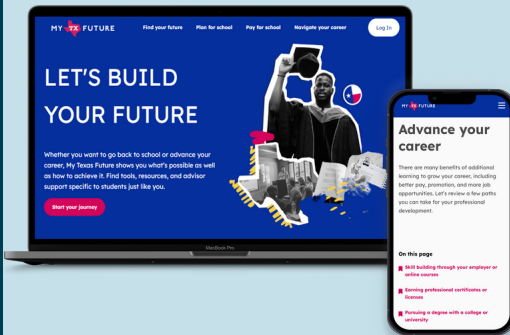 MY TX FUTURE
Find your future
Plan for school
Pay for school
Navigate your career
Log In
LET'S BUILD
YOUR FUTURE
Whether you want to go back to school or advance your
career, My Texas Future shows you what's possible as well
as how to achieve it. Find tools, resources, and advisor
support specific to students just like you.
Start your journey
MacBook Pro
MY TX FUTURE
Advance your
career
There are many benefits of additional
learning to grow your career, including
better pay, promotion, and more job
opportunities. Let's review a few paths
you can take for your professional
development.
On this page
Skill building through your employer or
online courses
Earning professional certificates or
licenses
Pursuing a degree with a college or
university